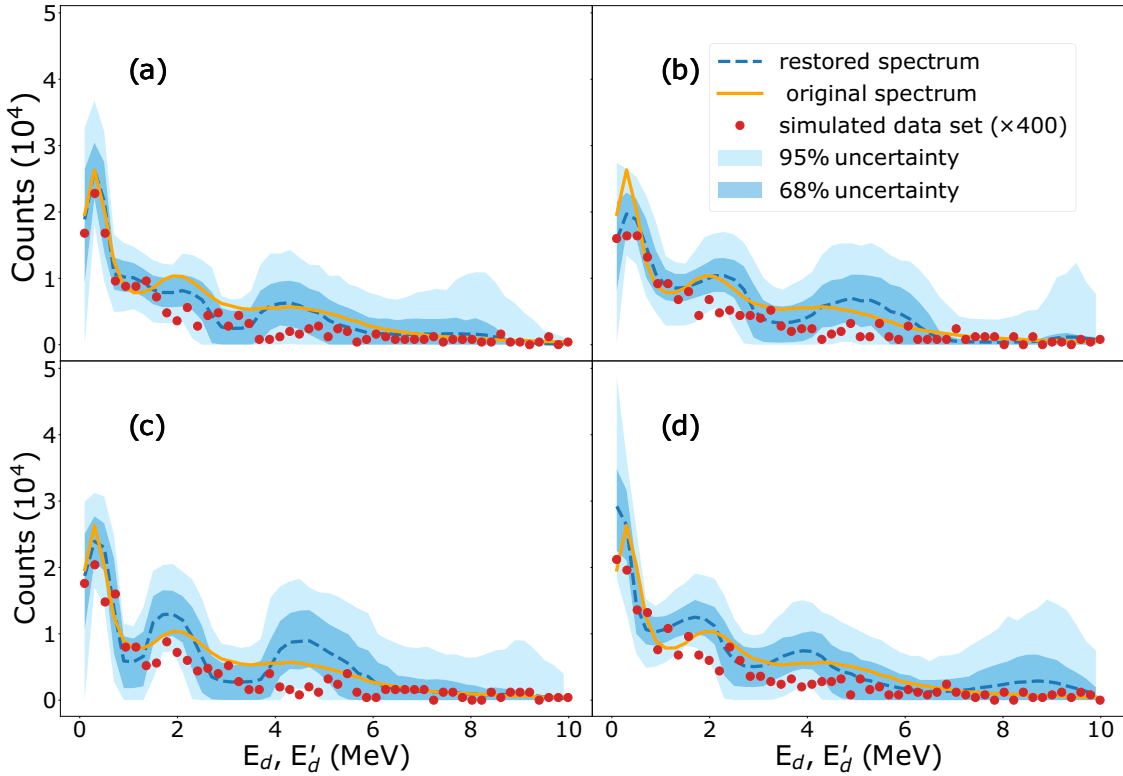 5
4
3
2
1
0
Counts (10⁴)
(a)
(b)
restored spectrum
original spectrum
simulated data set (×400)
95% uncertainty
68% uncertainty
5
4
3
2
1
0
Counts (10⁴)
(c)
(d)
0 2 4 6 8 10
0 2 4 6 8 10
E_d, E'_d (MeV)
E_d, E'_d (MeV)